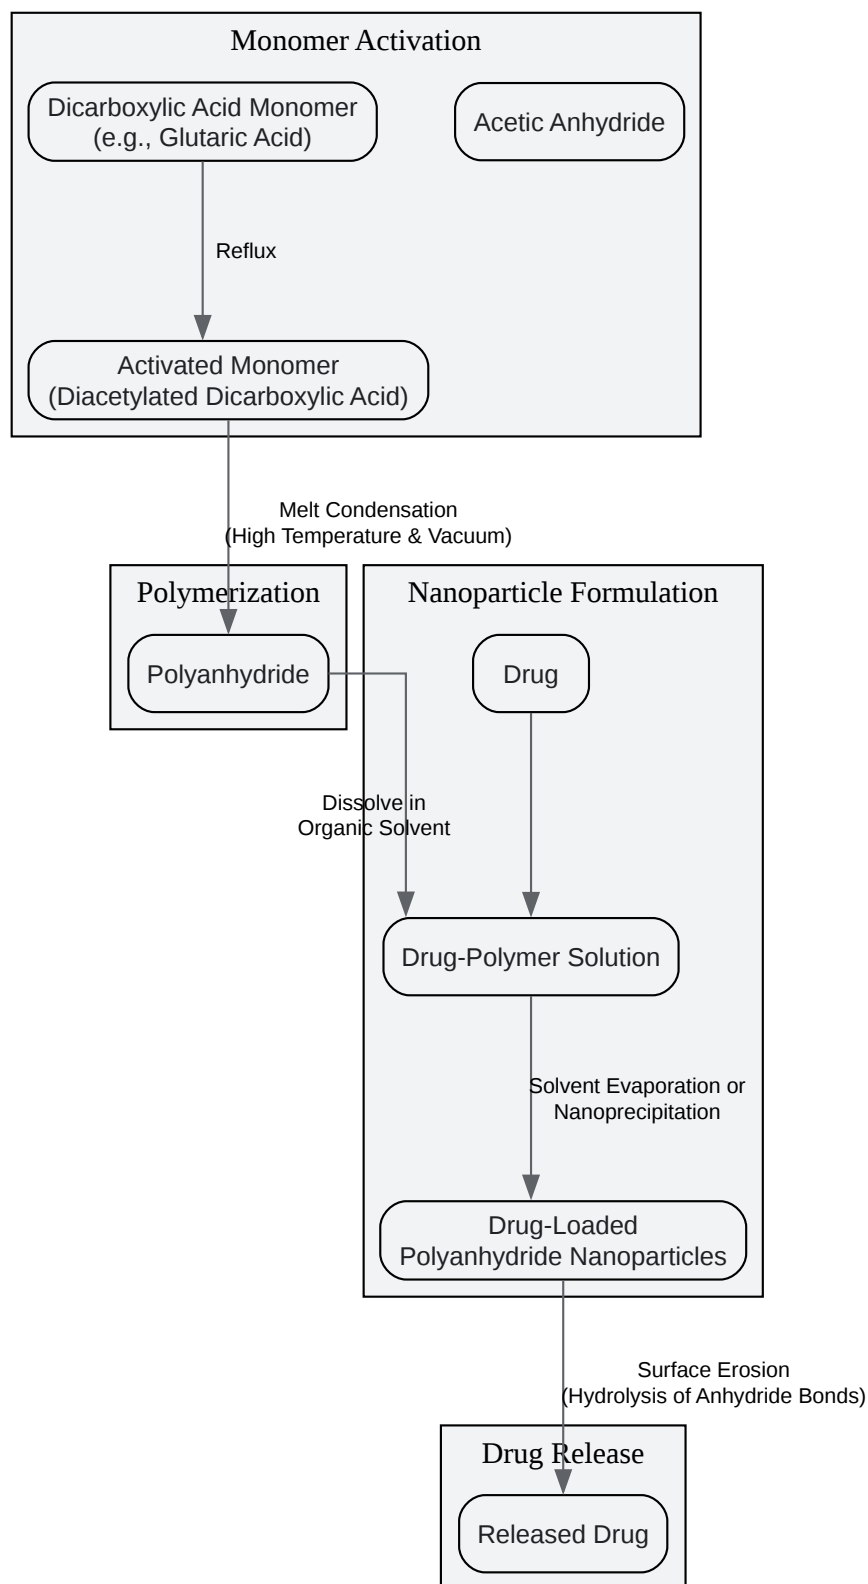 Monomer Activation
Dicarboxylic Acid Monomer
(e.g., Glutaric Acid)
Acetic Anhydride
Reflux
Activated Monomer
(Diacetylated Dicarboxylic Acid)
Melt Condensation
(High Temperature & Vacuum)
Polymerization
Polyanhydride
Nanoparticle Formulation
Drug
Dissolve in
Organic Solvent
Drug-Polymer Solution
Solvent Evaporation or
Nanoprecipitation
Drug-Loaded
Polyanhydride Nanoparticles
Surface Erosion
(Hydrolysis of Anhydride Bonds)
Drug Release
Released Drug